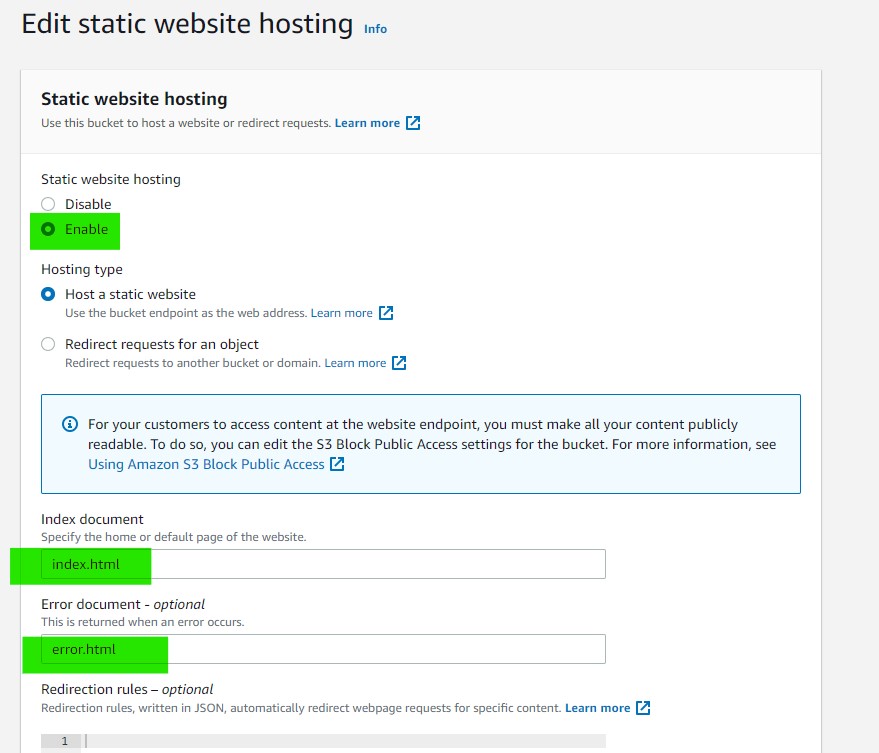 Edit static website hosting Info
Static website hosting
Use this bucket to host a website or redirect requests. Learn more
Static website hosting
Disable
Enable
Hosting type
Host a static website
Use the bucket endpoint as the web address. Learn more
Redirect requests for an object
Redirect requests to another bucket or domain. Learn more
For your customers to access content at the website endpoint, you must make all your content publicly
readable. To do so, you can edit the S3 Block Public Access settings for the bucket. For more information, see
Using Amazon S3 Block Public Access
Index document
Specify the home or default page of the website.
index.html
Error document - optional
This is returned when an error occurs.
error.html
Redirection rules – optional
Redirection rules, written in JSON, automatically redirect webpage requests for specific content. Learn more
1